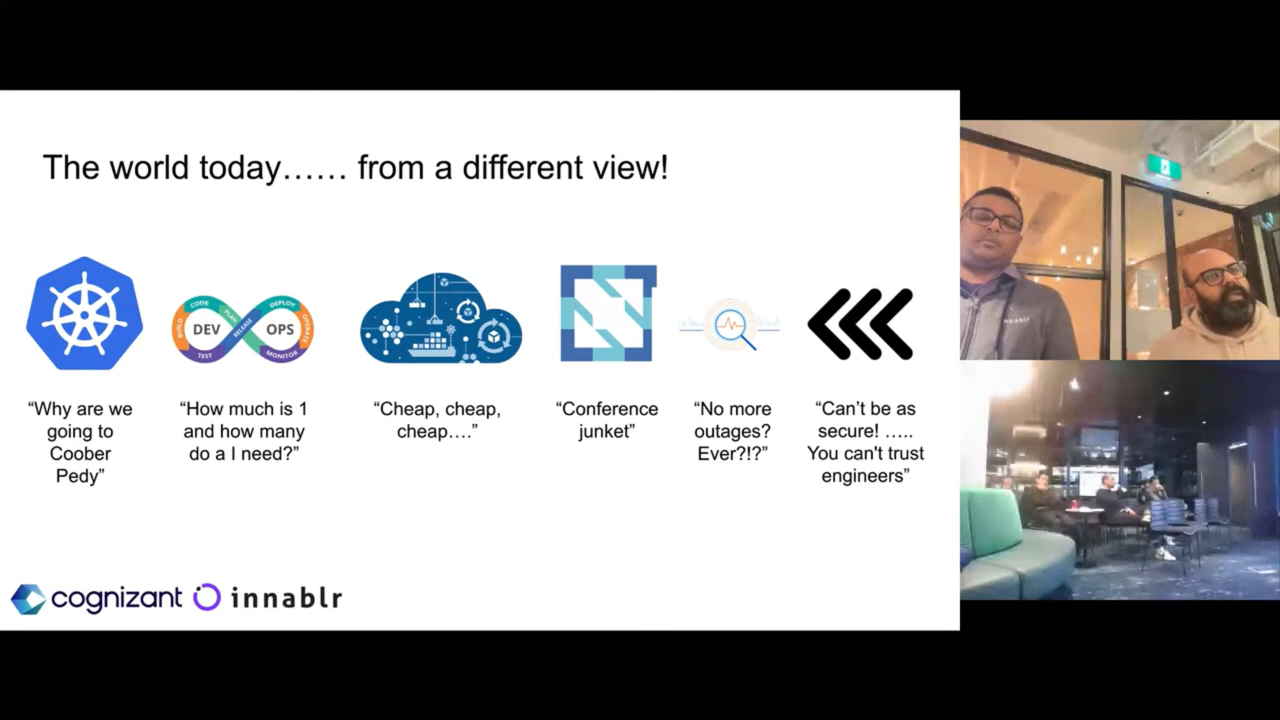 The world today…… from a different view!
BUILD
CODE
PLAN
RELEASE
DEPLOY
OPERATE
DEV
OPS
TEST
MONITOR
“Why are we
going to
Coober
Pedy”
“How much is 1
and how many
do a I need?”
“Cheap, cheap,
cheap….”
“Conference
junket”
“No more
outages?
Ever?!?”
“Can’t be as
secure! …..
You can't trust
engineers”
cognizant
innablr
innablr